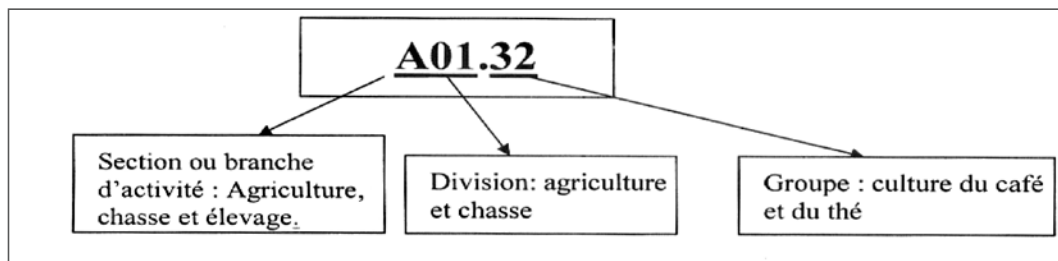 A01.32
Section ou branche
d'activité : Agriculture,
chasse et élevage.
Division: agriculture
et chasse
Groupe : culture du café
et du thé